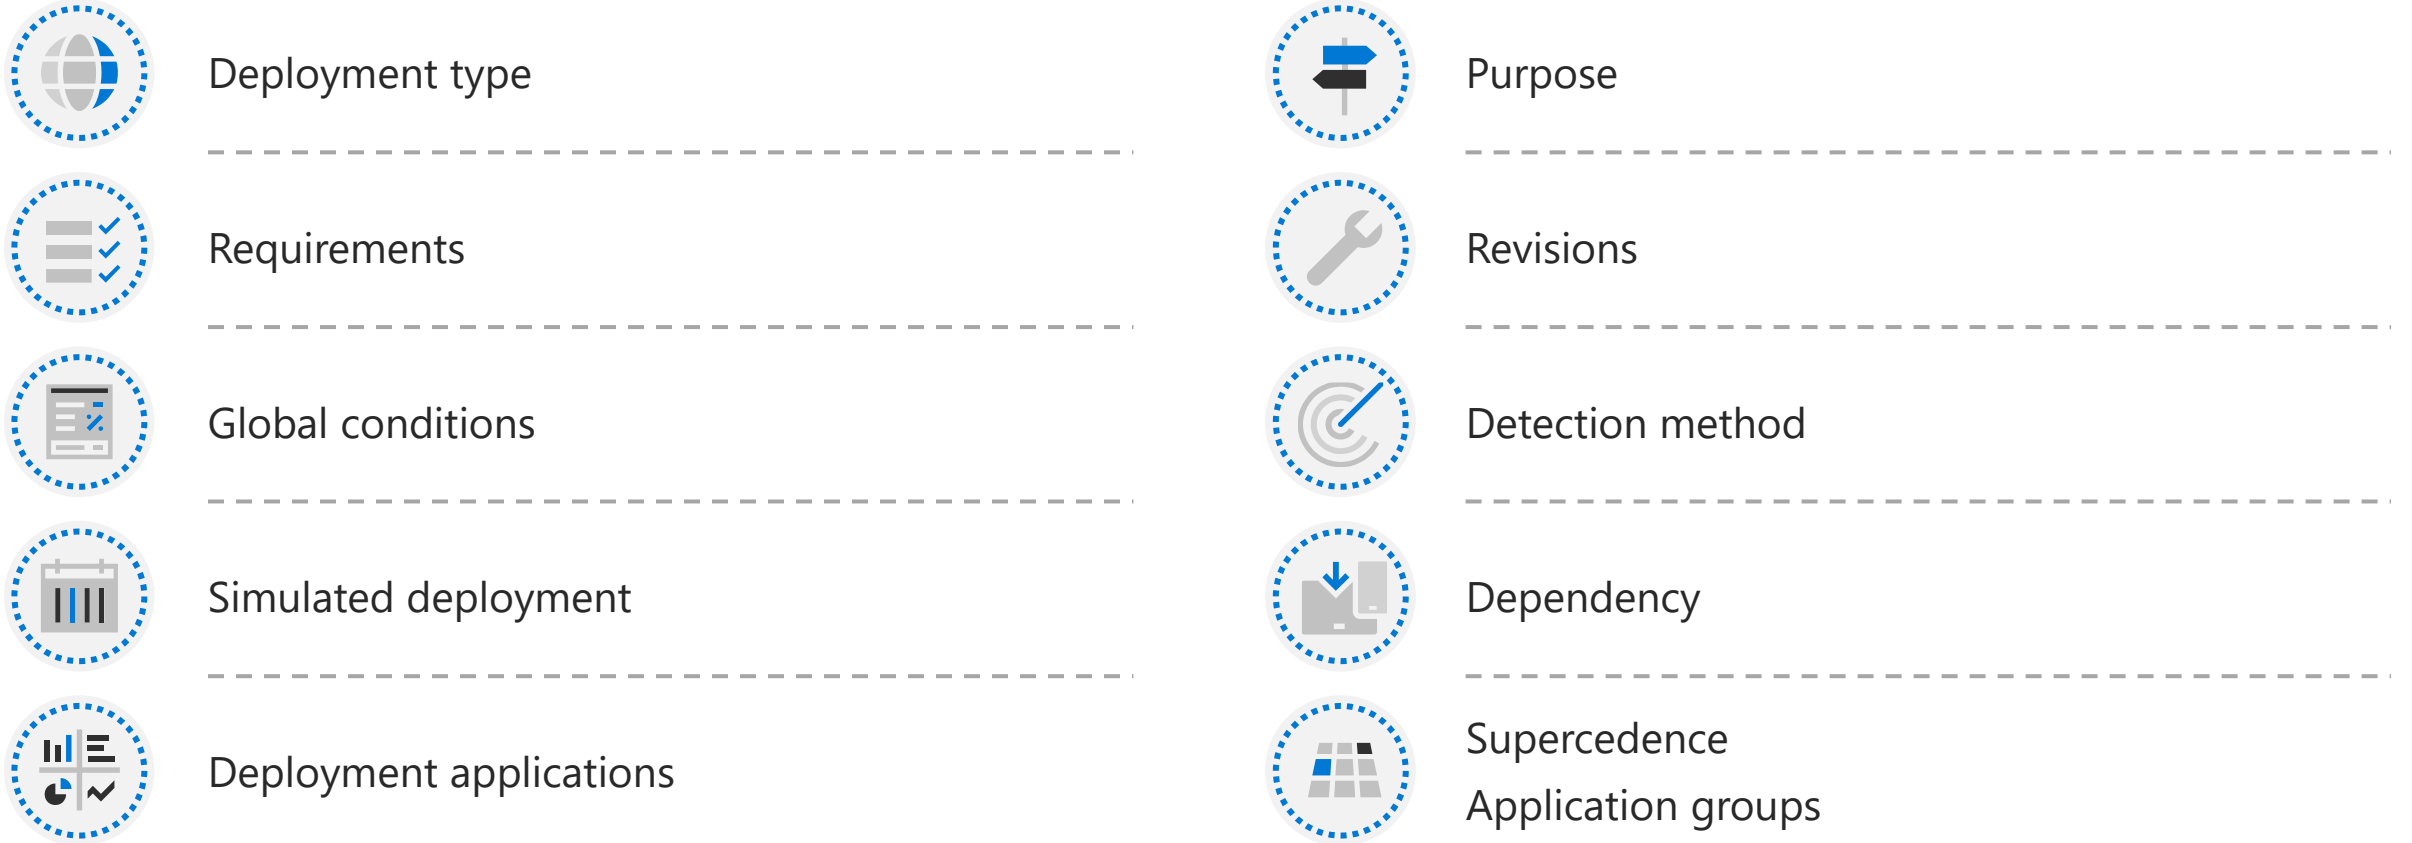 Deployment type
Requirements
Global conditions
Simulated deployment
Deployment applications
Purpose
Revisions
Detection method
Dependency
Supercedence
Application groups